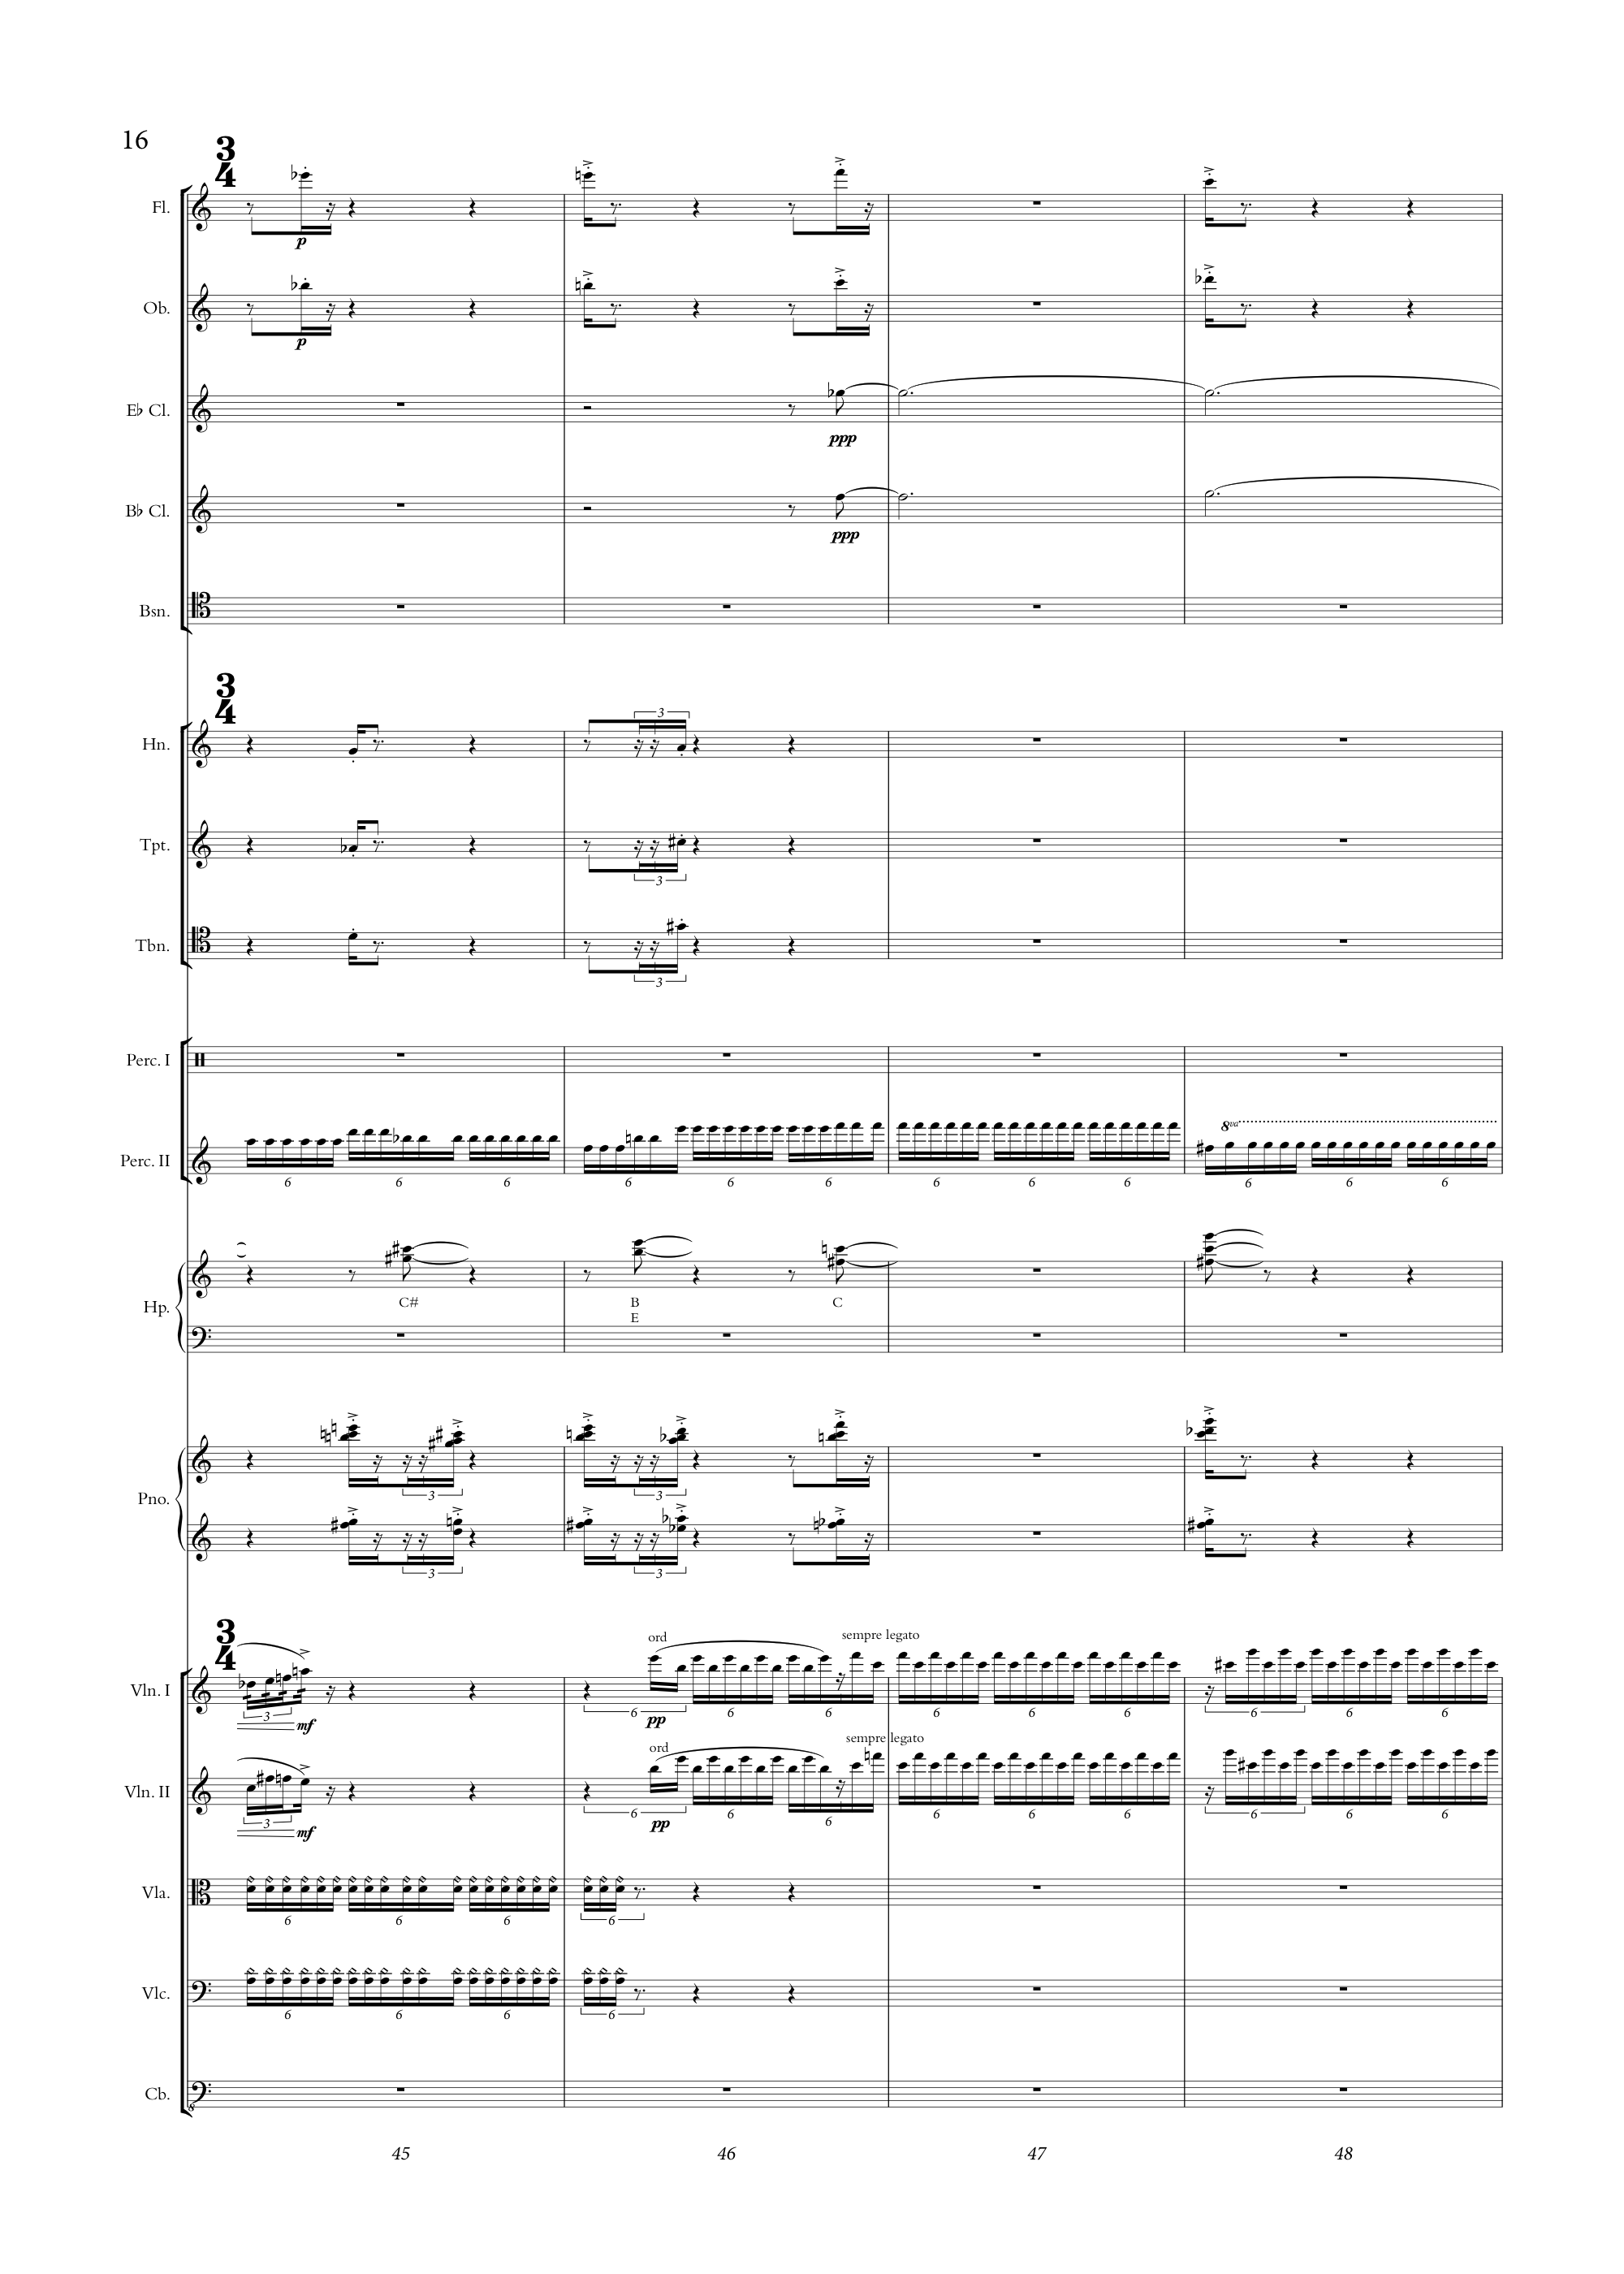 16
3
4
Fl.
p
Ob.
p
E♭ Cl.
ppp
B♭ Cl.
ppp
Bsn.
3
4
Hn.
3
Tpt.
3
Tbn.
3
Perc. I
8va
Perc. II
6 6 6 6 6 6 6 6 6 6 6 6
Hp.
C# B C
E
Pno.
3 3
3 3
3
4
ord sempre legato
Vln. I
3 mf 6 pp 6 6 6 6 6 6 6 6
ord sempre legato
Vln. II
3 mf 6 pp 6 6 6 6 6 6 6 6
Vla.
6 6 6 6
Vlc.
6 6 6 6
Cb.
8
45 46 47 48